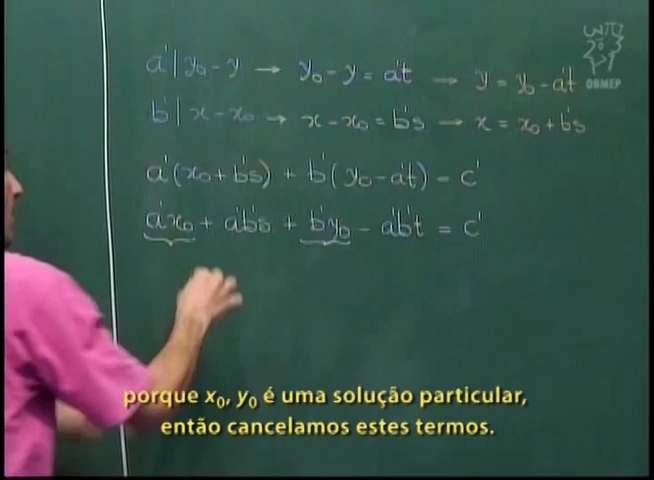 a'|y₀-y → y₀-y = a't → y = y₀-a't
OBMEP
b'|x-x₀ → x-x₀ = b's → x = x₀+b's
a'(x₀+b's) + b'(y₀-a't) = c'
a'x₀ + a'b's + b'y₀ - a'b't = c'
porque x₀, y₀ é uma solução particular,
então cancelamos estes termos.